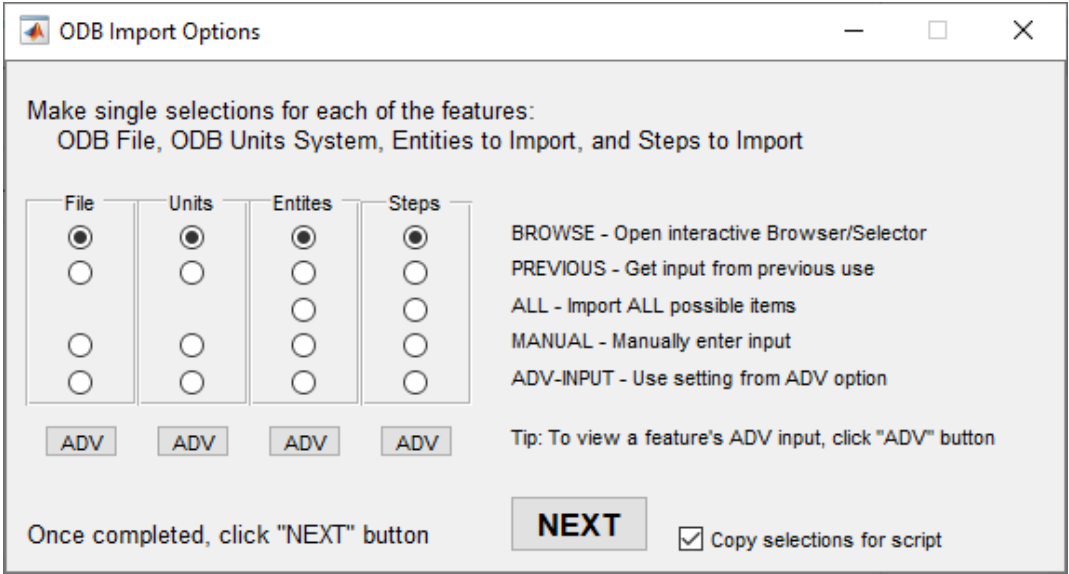 ODB Import Options
Make single selections for each of the features:
ODB File, ODB Units System, Entities to Import, and Steps to Import
File Units Entites Steps
BROWSE - Open interactive Browser/Selector
PREVIOUS - Get input from previous use
ALL - Import ALL possible items
MANUAL - Manually enter input
ADV-INPUT - Use setting from ADV option
ADV ADV ADV ADV Tip: To view a feature's ADV input, click "ADV" button
Once completed, click "NEXT" button NEXT Copy selections for script